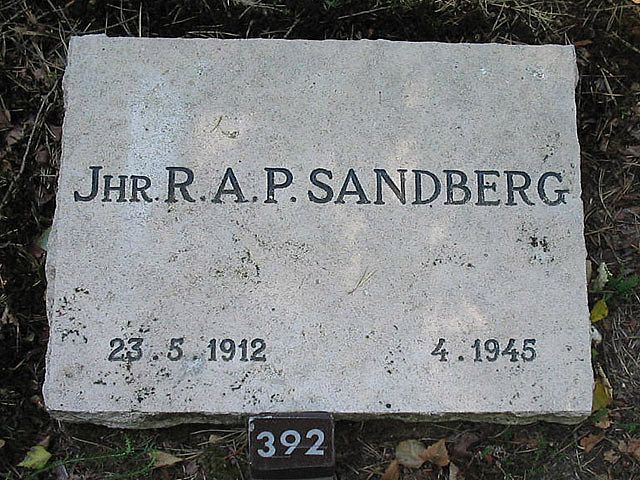 JHR. R. A. P. SANDBERG
23 . 5 . 1912 4 . 1945
392